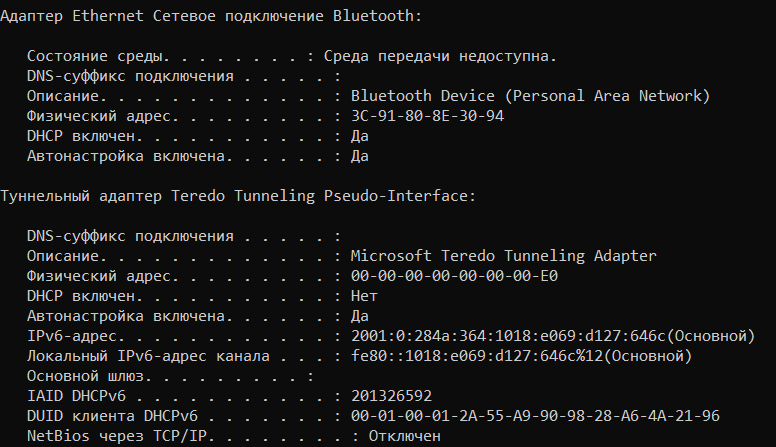 Адаптер Ethernet Сетевое подключение Bluetooth:
Состояние среды. . . . . . . . : Среда передачи недоступна.
DNS-суффикс подключения . . . . . :
Описание. . . . . . . . . . . . . : Bluetooth Device (Personal Area Network)
Физический адрес. . . . . . . . . : 3C-91-80-8E-30-94
DHCP включен. . . . . . . . . . . : Да
Автонастройка включена. . . . . . : Да
Туннельный адаптер Teredo Tunneling Pseudo-Interface:
DNS-суффикс подключения . . . . . :
Описание. . . . . . . . . . . . . : Microsoft Teredo Tunneling Adapter
Физический адрес. . . . . . . . . : 00-00-00-00-00-00-00-E0
DHCP включен. . . . . . . . . . . : Нет
Автонастройка включена. . . . . . : Да
IPv6-адрес. . . . . . . . . . . . : 2001:0:284a:364:1018:e069:d127:646c(Основной)
Локальный IPv6-адрес канала . . . : fe80::1018:e069:d127:646c%12(Основной)
Основной шлюз. . . . . . . . . :
IAID DHCPv6 . . . . . . . . . . . : 201326592
DUID клиента DHCPv6 . . . . . . . : 00-01-00-01-2A-55-A9-90-98-28-A6-4A-21-96
NetBios через TCP/IP. . . . . . . . : Отключен